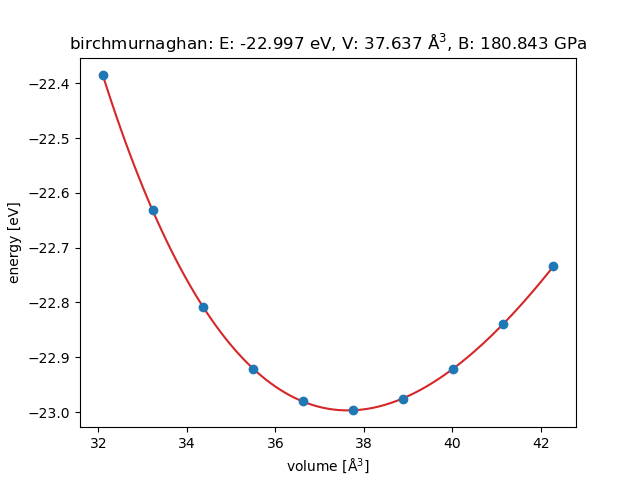 birchmurnaghan: E: -22.997 eV, V: 37.637 Å³, B: 180.843 GPa
energy [eV]
−22.4
−22.5
−22.6
−22.7
−22.8
−22.9
−23.0
32 34 36 38 40 42
volume [Å³]